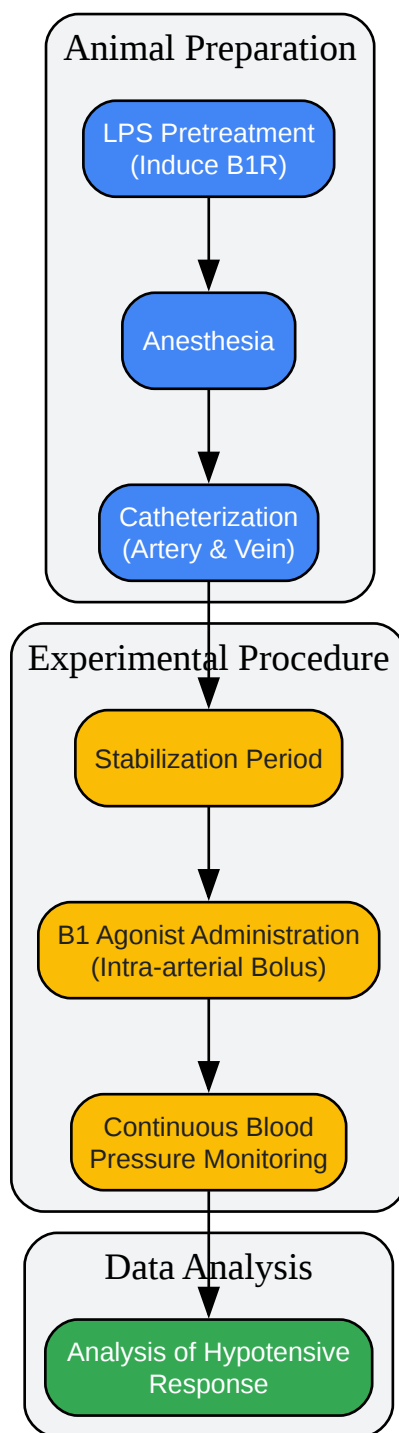 Animal Preparation
LPS Pretreatment
(Induce B1R)
Anesthesia
Catheterization
(Artery & Vein)
Experimental Procedure
Stabilization Period
B1 Agonist Administration
(Intra-arterial Bolus)
Continuous Blood
Pressure Monitoring
Data Analysis
Analysis of Hypotensive
Response